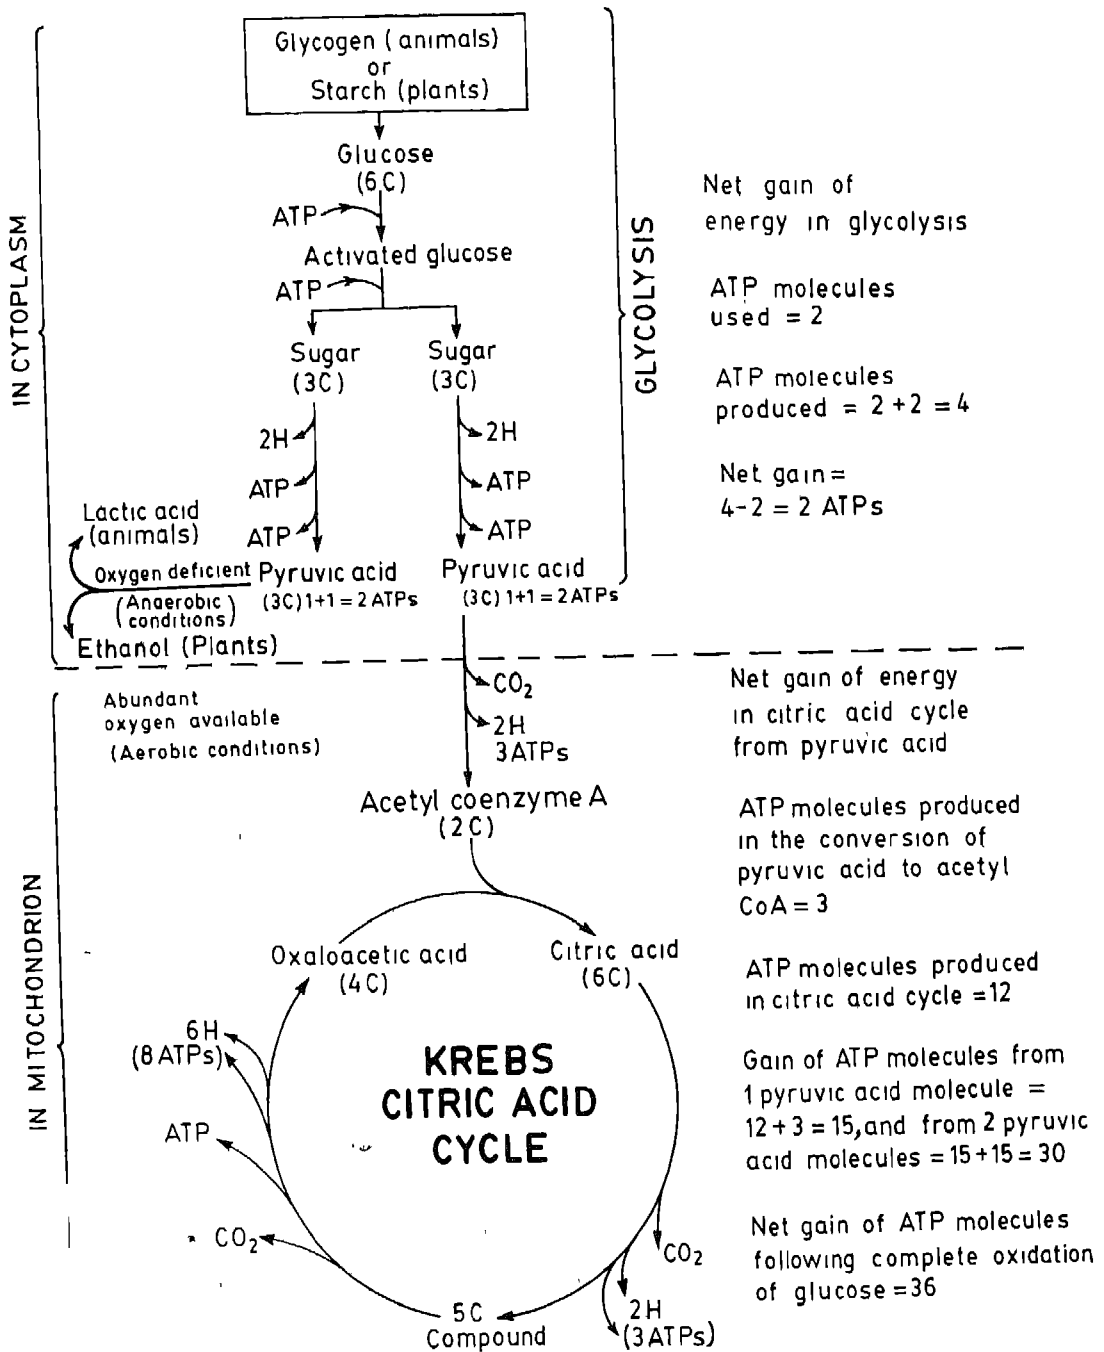 Glycogen (animals)
or
Starch (plants)
Glucose
(6C)
ATP
Activated glucose
ATP
Sugar
(3C)
Sugar
(3C)
2H
2H
ATP
ATP
ATP
ATP
Pyruvic acid
(3C) 1+1 = 2 ATPs
Pyruvic acid
(3C) 1+1 = 2 ATPs
IN CYTOPLASM
GLYCOLYSIS
Lactic acid
(animals)
Oxygen deficient
(Anaerobic
conditions)
Ethanol (Plants)
Net gain of
energy in glycolysis
ATP molecules
used = 2
ATP molecules
produced = 2 + 2 = 4
Net gain =
4-2 = 2 ATPs
Abundant
oxygen available
(Aerobic conditions)
CO2
2H
3ATPs
Acetyl coenzyme A
(2C)
IN MITOCHONDRION
Oxaloacetic acid
(4C)
Citric acid
(6C)
KREBS
CITRIC ACID
CYCLE
6H
(8 ATPs)
ATP
CO2
CO2
2H
(3 ATPs)
5C
Compound
Net gain of energy
in citric acid cycle
from pyruvic acid
ATP molecules produced
in the conversion of
pyruvic acid to acetyl
CoA = 3
ATP molecules produced
in citric acid cycle = 12
Gain of ATP molecules from
1 pyruvic acid molecule =
12 + 3 = 15, and from 2 pyruvic
acid molecules = 15+15 = 30
Net gain of ATP molecules
following complete oxidation
of glucose = 36